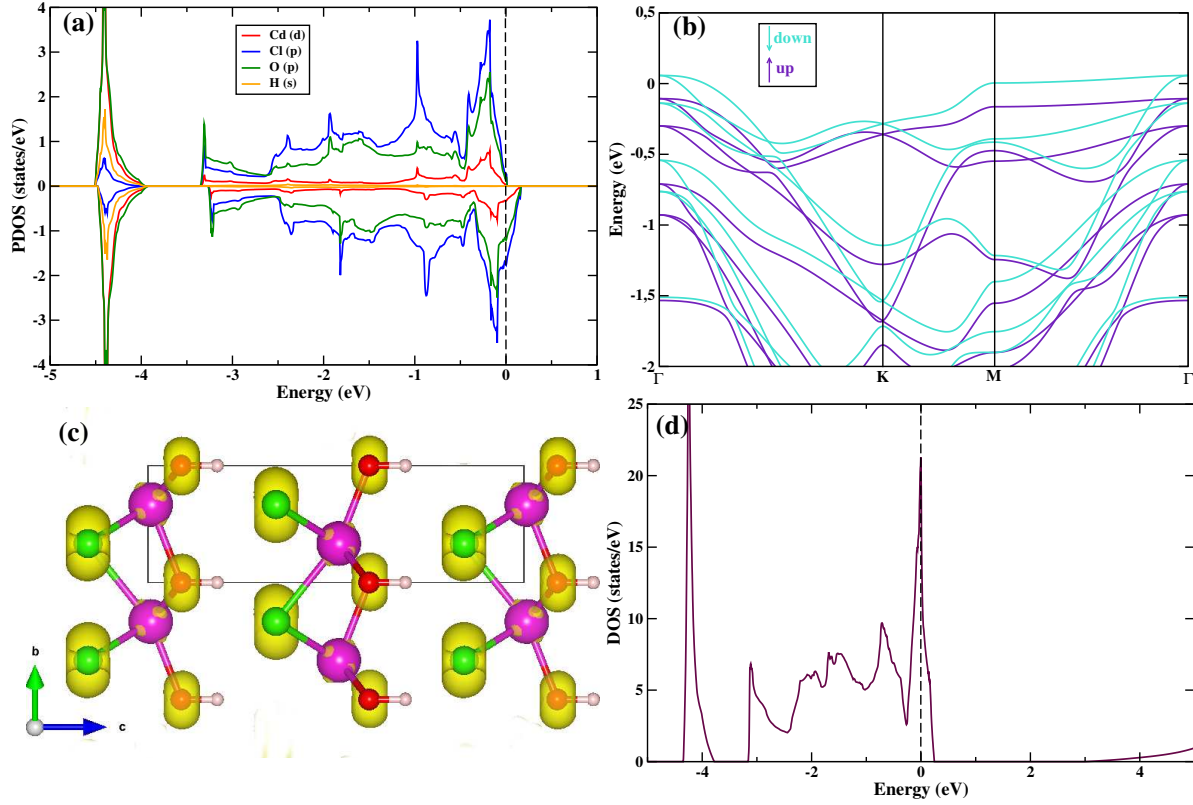 (a)
4
3
2
1
0
-1
-2
-3
-4
PDOS (states/eV)
Cd (d)
Cl (p)
O (p)
H (s)
-5 -4 -3 -2 -1 0 1
Energy (eV)
(b)
0,5
0
-0,5
-1
-1.5
-2
Energy (eV)
down
up
Γ K M Γ
(c)
b
c
(d)
25
20
15
10
5
0
DOS (states/eV)
-4 -2 0 2 4
Energy (eV)